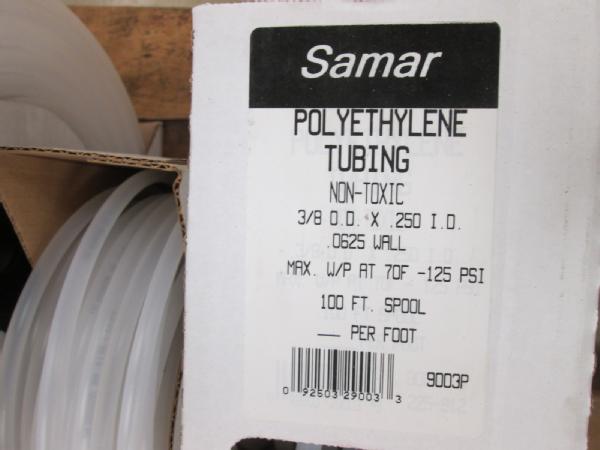 Samar
POLYETHYLENE
TUBING
NON-TOXIC
3/8 O.D. X .250 I.D.
.0625 WALL
MAX. W/P AT 70F -125 PSI
100 FT. SPOOL
__ PER FOOT
9003P
0 92503 29003 3